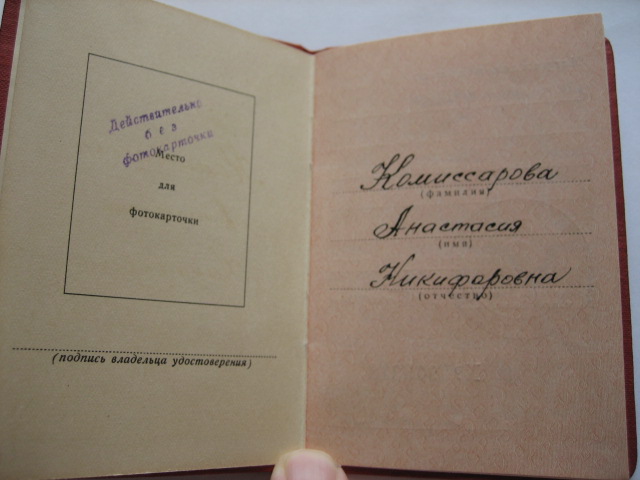 Действительно
без
фотокарточки
Место
для
фотокарточки
(подпись владельца удостоверения)
Комиссарова
(фамилия)
Анастасия
(имя)
Никифоровна
(отчество)